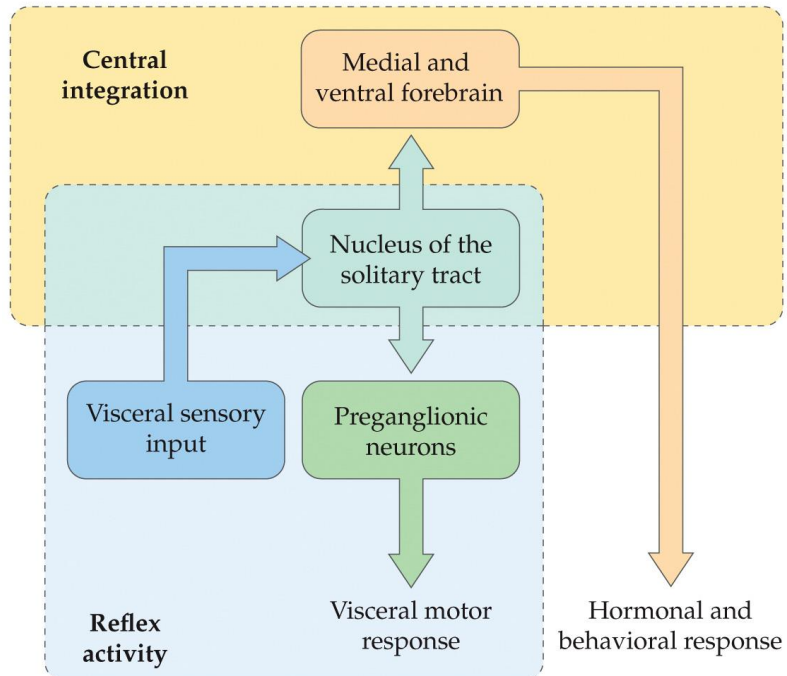 Central
integration
Medial and
ventral forebrain
Nucleus of the
solitary tract
Visceral sensory
input
Preganglionic
neurons
Reflex
activity
Visceral motor
response
Hormonal and
behavioral response